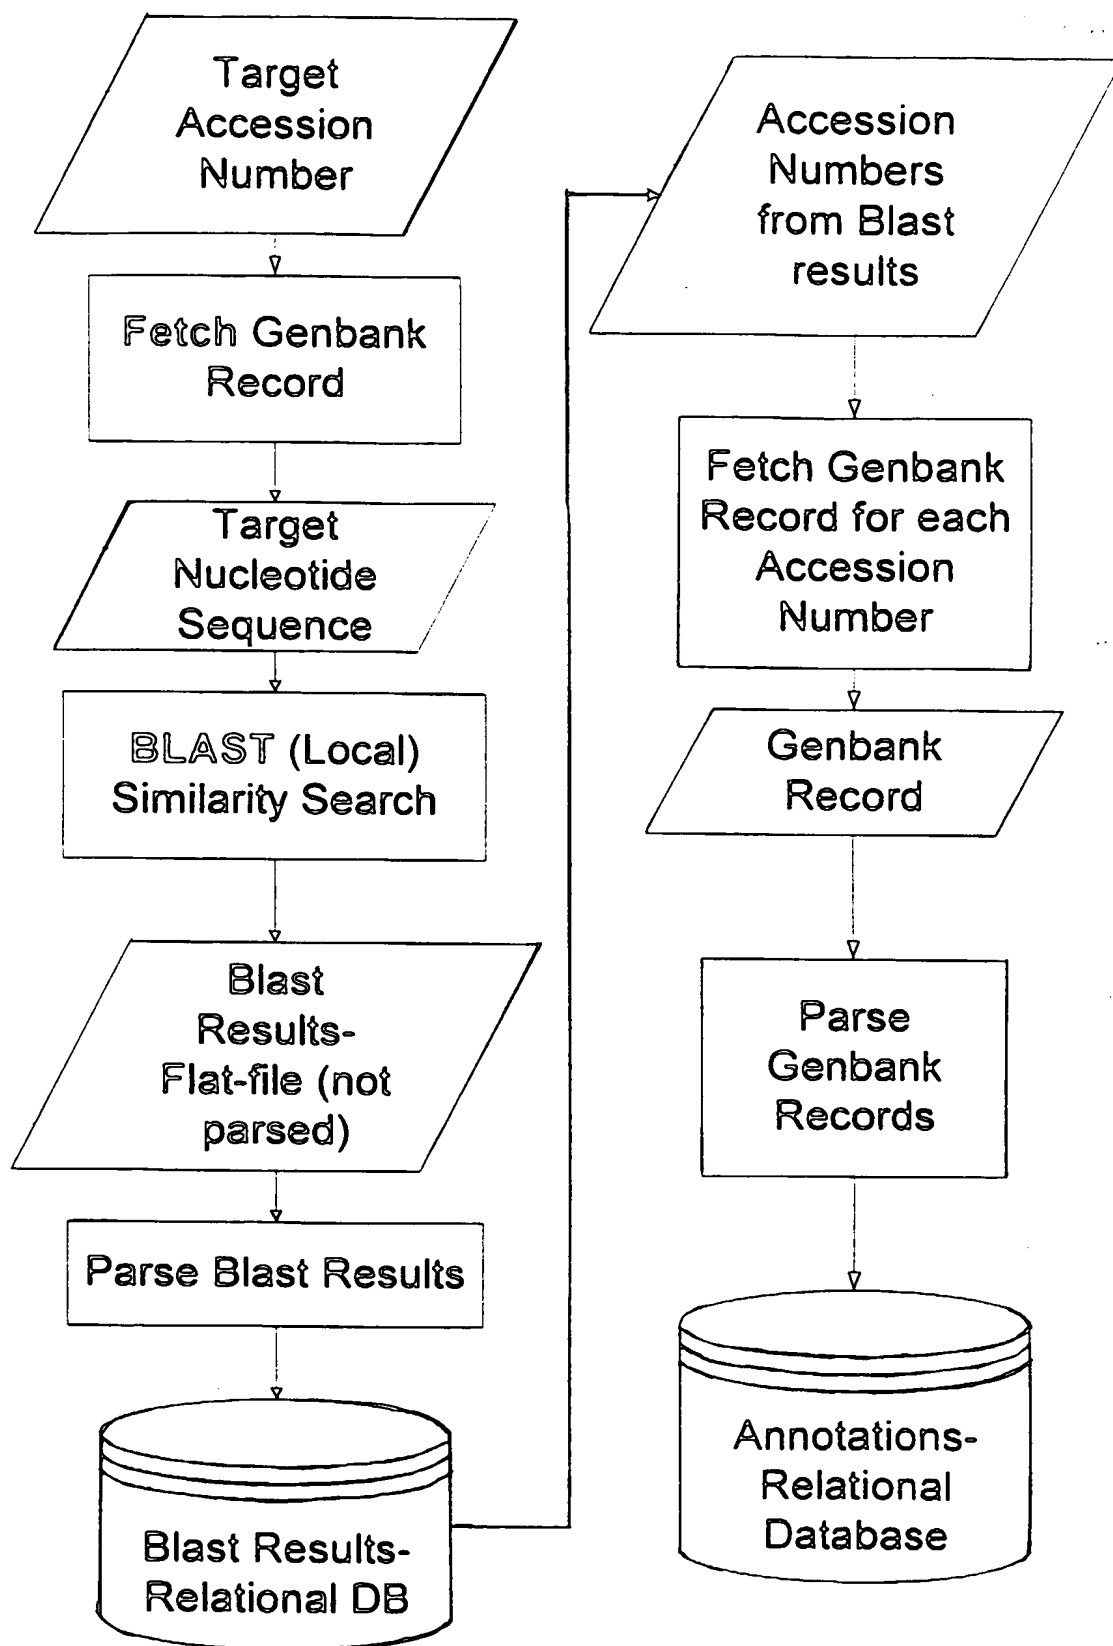 Target
Accession
Number
Fetch Genbank
Record
Target
Nucleotide
Sequence
BLAST (Local)
Similarity Search
Blast
Results-
Flat-file (not
parsed)
Parse Blast Results
Blast Results-
Relational DB
Accession
Numbers
from Blast
results
Fetch Genbank
Record for each
Accession
Number
Genbank
Record
Parse
Genbank
Records
Annotations-
Relational
Database